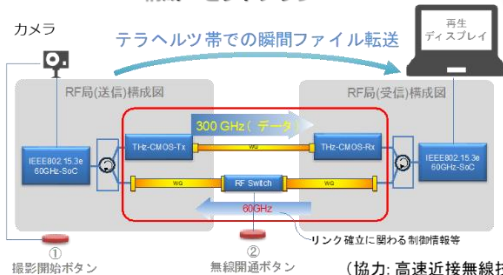 カメラ
テラヘルツ帯での瞬間ファイル転送
再生
ディスプレイ
RF局(送信)構成図
RF局(受信)構成図
300 GHz( データ)
THz-CMOS-Tx
THz-CMOS-Rx
WG
IEEE802.15.3e
60GHz-SoC
IEEE802.15.3e
60GHz-SoC
WG
RF Switch
WG
60GHz
リンク確立に関わる制御情報等
①
撮影開始ボタン
②
無線開通ボタン
(協力: 高速近接無線技